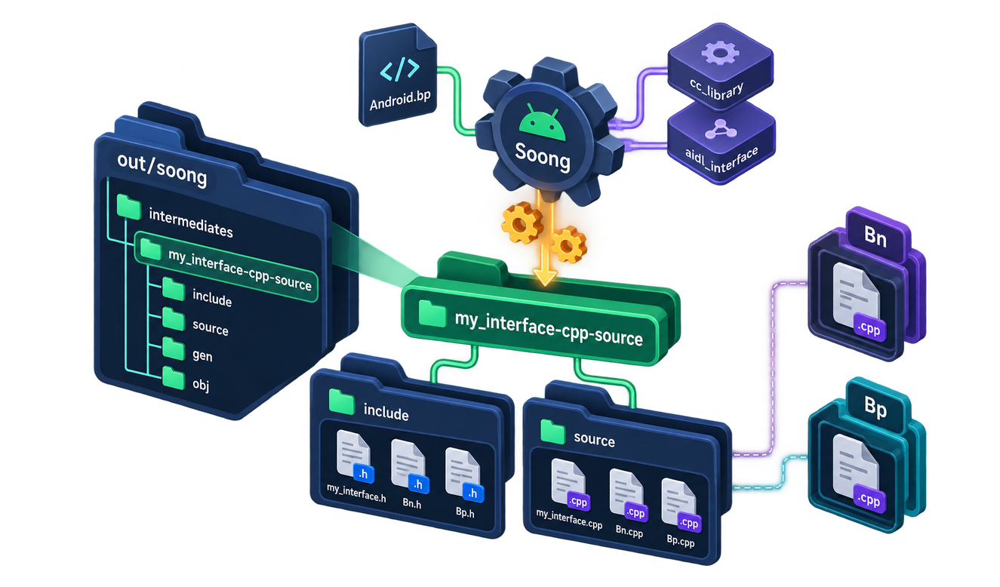 </>
Android.bp
Soong
cc_library
aidl_interface
out/soong
intermediates
my_interface-cpp-source
include
source
gen
obj
my_interface-cpp-source
include
.h
.h
.h
my_interface.h
Bn.h
Bp.h
source
.cpp
.cpp
.cpp
my_interface.cpp
Bn.cpp
Bp.cpp
Bn
.cpp
Bp
.cpp